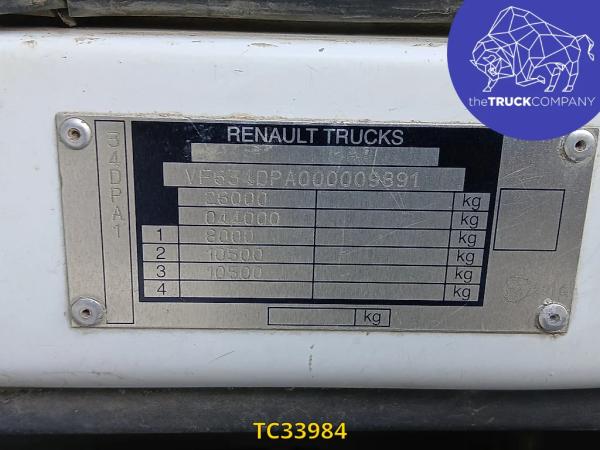 theTRUCKCOMPANY
34DPA1
RENAULT TRUCKS
VF634DPA000009891
26000 kg
044000 kg
1 8000 kg
2 10500 kg
3 10500 kg
4 kg
kg
TC33984